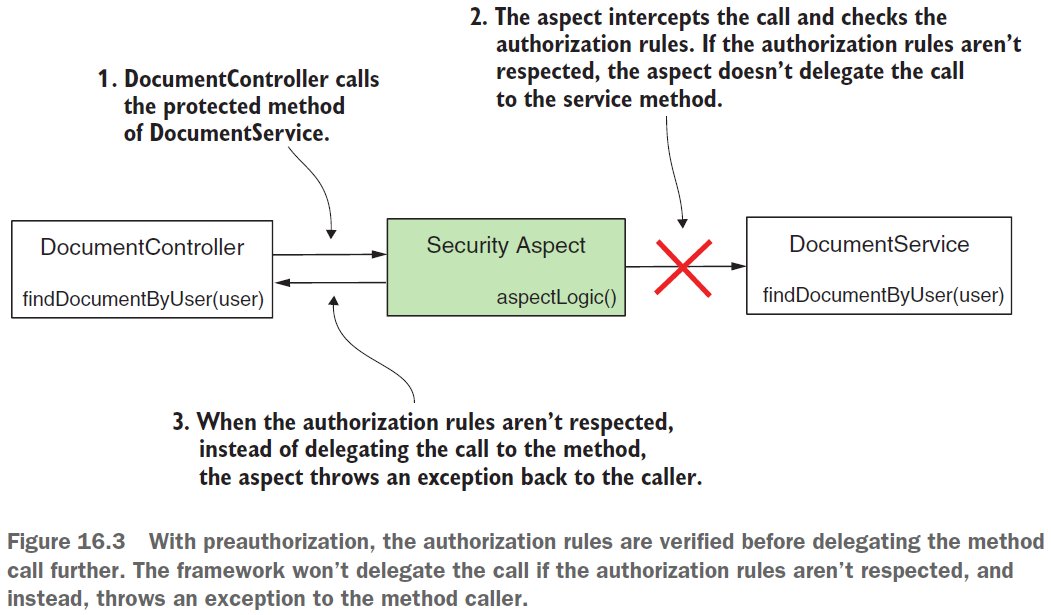 2. The aspect intercepts the call and checks the
authorization rules. If the authorization rules aren't
respected, the aspect doesn't delegate the call
to the service method.
1. DocumentController calls
the protected method
of DocumentService.
DocumentController
findDocumentByUser(user)
Security Aspect
aspectLogic()
DocumentService
findDocumentByUser(user)
3. When the authorization rules aren't respected,
instead of delegating the call to the method,
the aspect throws an exception back to the caller.
Figure 16.3 With preauthorization, the authorization rules are verified before delegating the method
call further. The framework won't delegate the call if the authorization rules aren't respected, and
instead, throws an exception to the method caller.